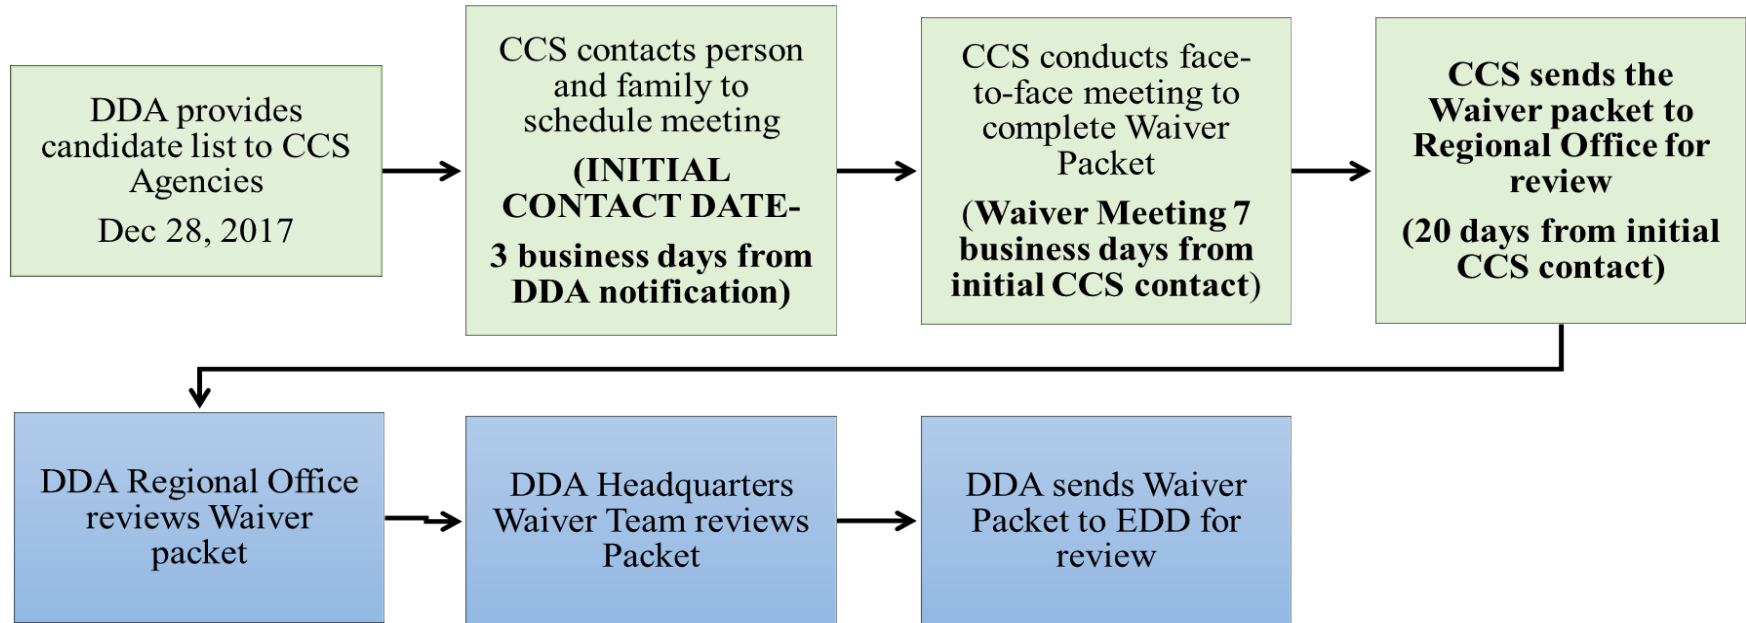 DDA provides
candidate list to CCS
Agencies
Dec 28, 2017
CCS contacts person
and family to
schedule meeting
(INITIAL
CONTACT DATE-
3 business days from
DDA notification)
CCS conducts face-
to-face meeting to
complete Waiver
Packet
(Waiver Meeting 7
business days from
initial CCS contact)
CCS sends the
Waiver packet to
Regional Office for
review
(20 days from initial
CCS contact)
DDA Regional Office
reviews Waiver
packet
DDA Headquarters
Waiver Team reviews
Packet
DDA sends Waiver
Packet to EDD for
review